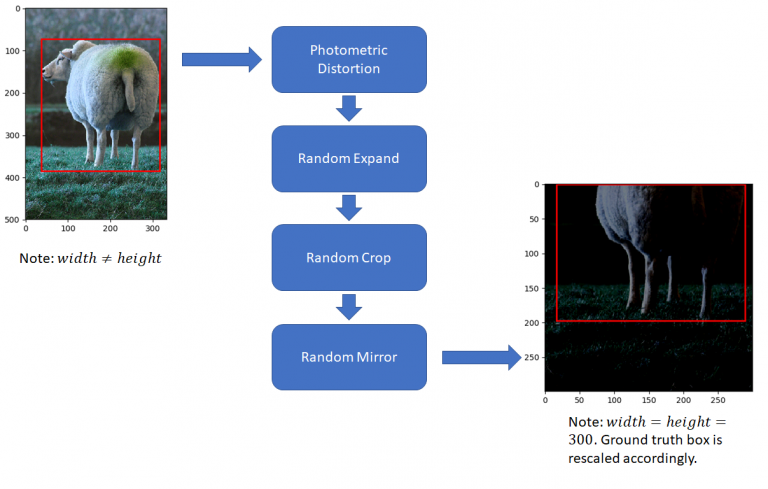 0
100
200
300
400
500
0 100 200 300
Note: width ≠ height
Photometric
Distortion
Random Expand
Random Crop
Random Mirror
0
50
100
150
200
250
0 50 100 150 200 250
Note: width = height =
300. Ground truth box is
rescaled accordingly.